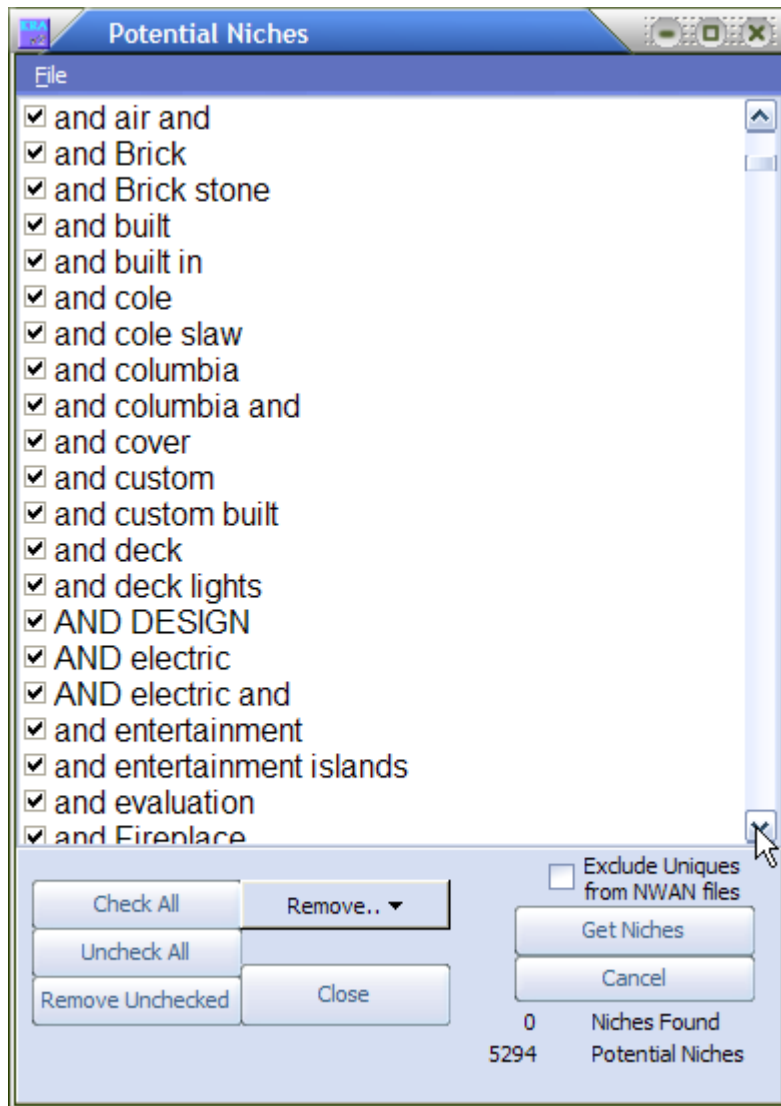 KRA
Potential Niches
File
and air and
and Brick
and Brick stone
and built
and built in
and cole
and cole slaw
and columbia
and columbia and
and cover
and custom
and custom built
and deck
and deck lights
AND DESIGN
AND electric
AND electric and
and entertainment
and entertainment islands
and evaluation
and Fireplace
Exclude Uniques
from NWAN files
Check All
Remove..
Get Niches
Uncheck All
Cancel
Remove Unchecked
Close
0 Niches Found
5294 Potential Niches